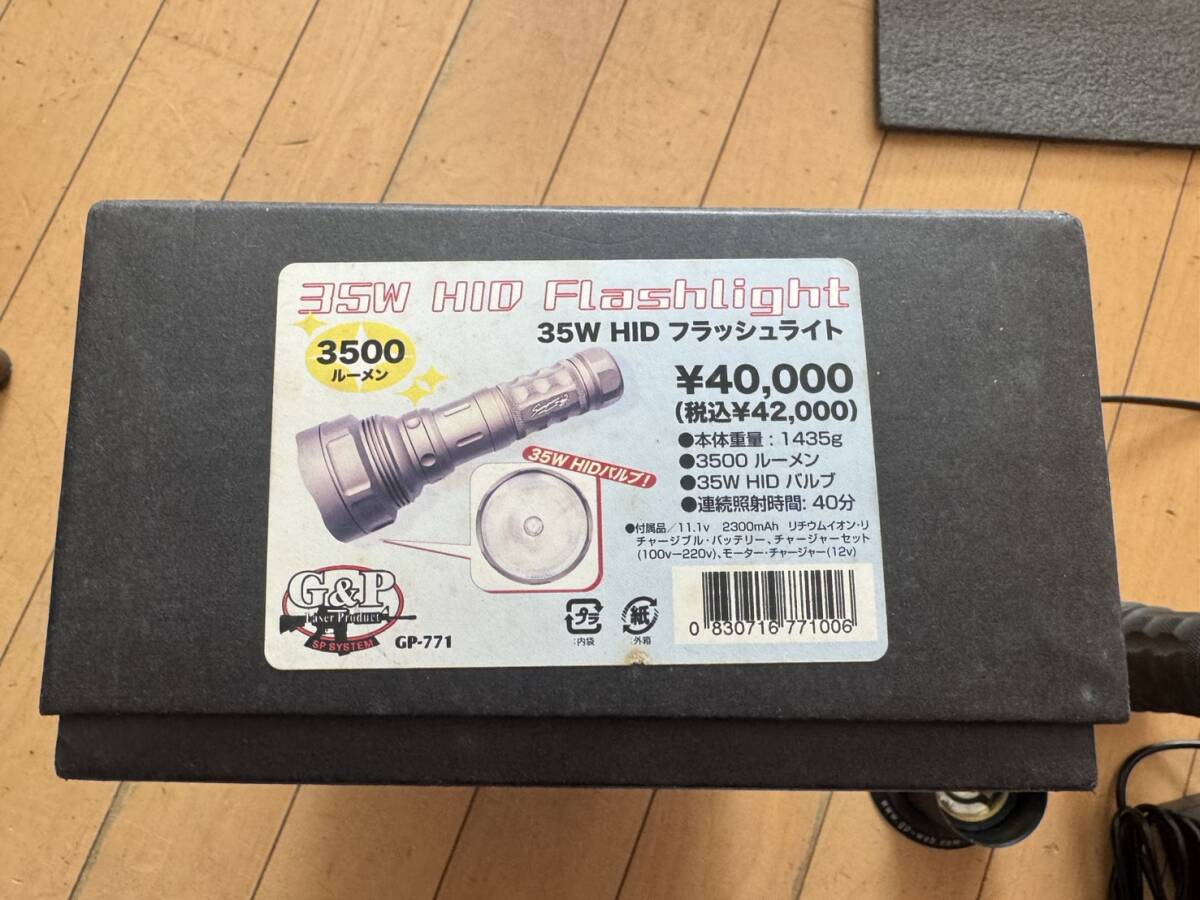 35W HID Flashlight
35W HID フラッシュライト
3500
ルーメン
¥40,000
(税込¥42,000)
●本体重量 : 1435g
●3500 ルーメン
●35W HID バルブ
●連続照射時間: 40分
35W HIDバルブ!
●付属品/11.1v 2300mAh リチウムイオン・リ
チャージブル・バッテリー、チャージャーセット
(100v−220v)、モーター・チャージャー(12v)
G&P
Laser Product
SP SYSTEM
GP-771
プラ
:内袋
紙
:外箱
0 830716 771006
www.gp-web.com